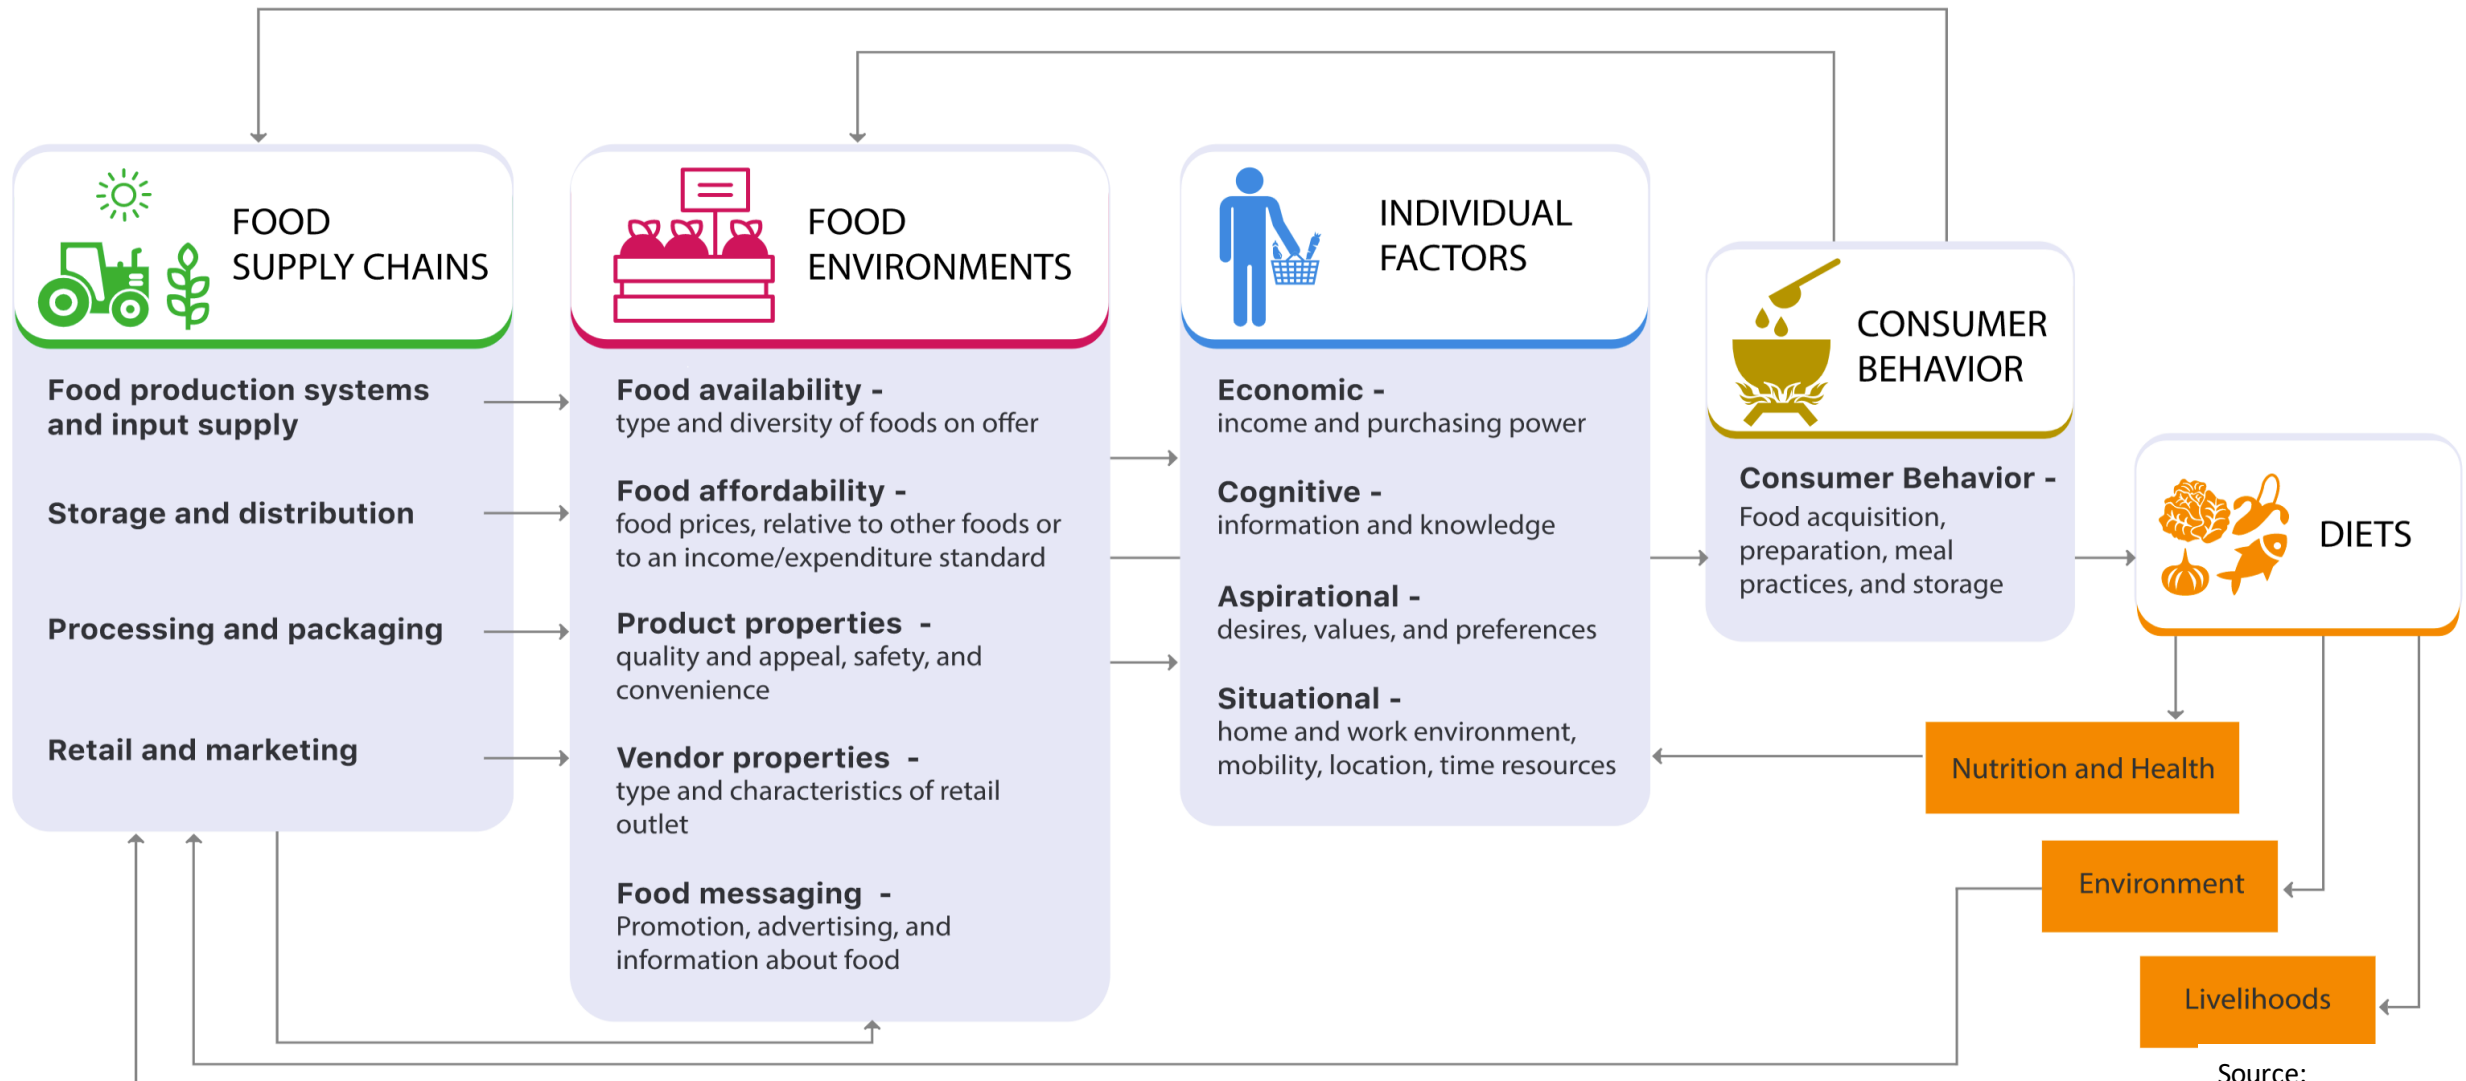 FOOD
SUPPLY CHAINS
Food production systems
and input supply
Storage and distribution
Processing and packaging
Retail and marketing
FOOD
ENVIRONMENTS
Food availability -
type and diversity of foods on offer
Food affordability -
food prices, relative to other foods or
to an income/expenditure standard
Product properties -
quality and appeal, safety, and
convenience
Vendor properties -
type and characteristics of retail
outlet
Food messaging -
Promotion, advertising, and
information about food
INDIVIDUAL
FACTORS
Economic -
income and purchasing power
Cognitive -
information and knowledge
Aspirational -
desires, values, and preferences
Situational -
home and work environment,
mobility, location, time resources
CONSUMER
BEHAVIOR
Consumer Behavior -
Food acquisition,
preparation, meal
practices, and storage
DIETS
Nutrition and Health
Environment
Livelihoods
Source: